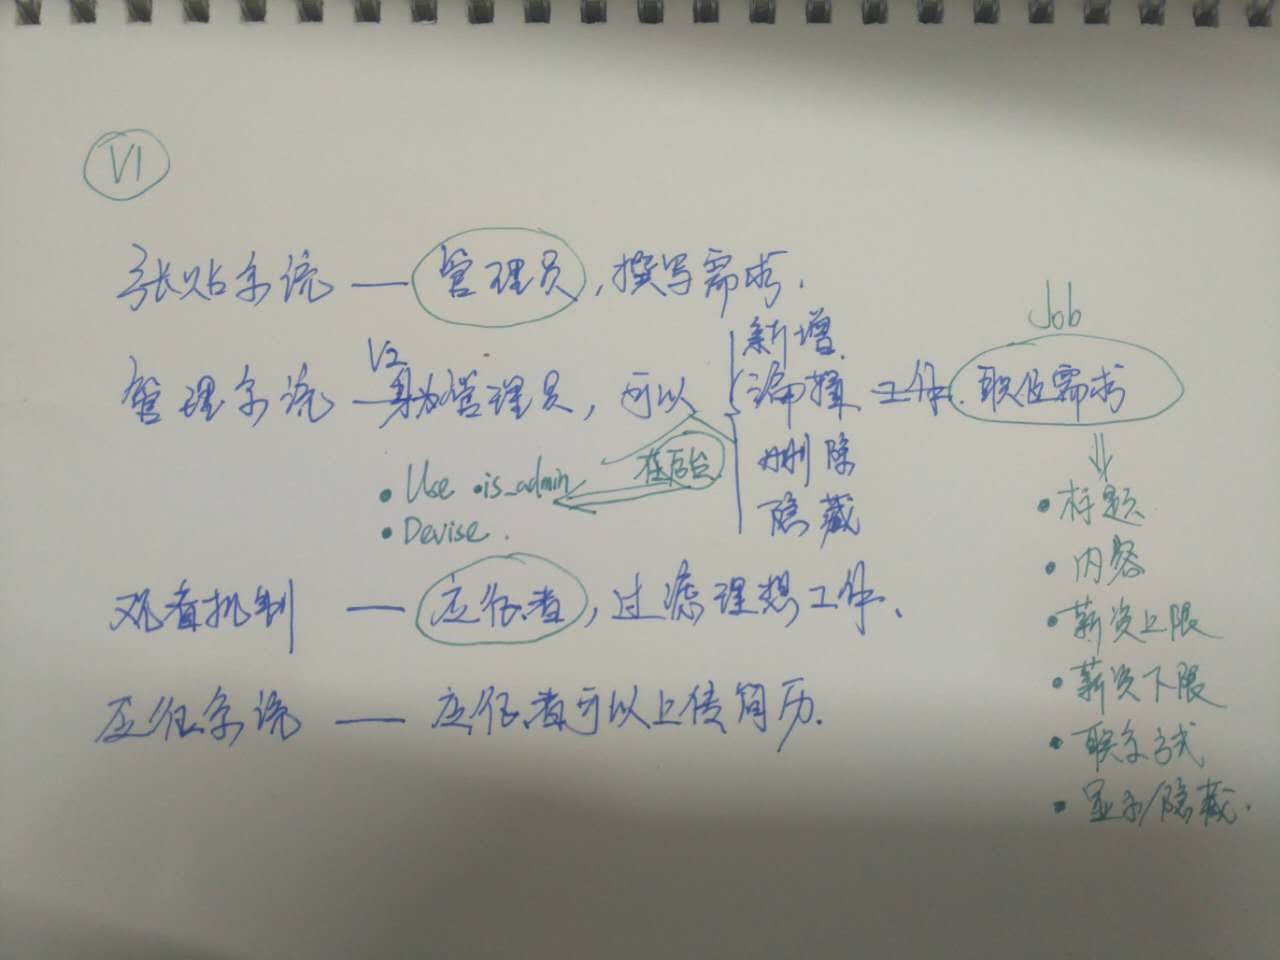 V1
张贴系统 — 管理员，撰写需求.
Job
V2
管理系统 — 身为管理员，可以 新增 编辑 删除 隐藏 工作 职位需求
在后台
• Use •is_admin
• Devise.
• 标题
• 内容
• 薪资上限
• 薪资下限
• 联系方式
• 显示/隐藏.
观看机制 — 应征者，过滤理想工作、
应征系统 — 应征者可以上传简历.